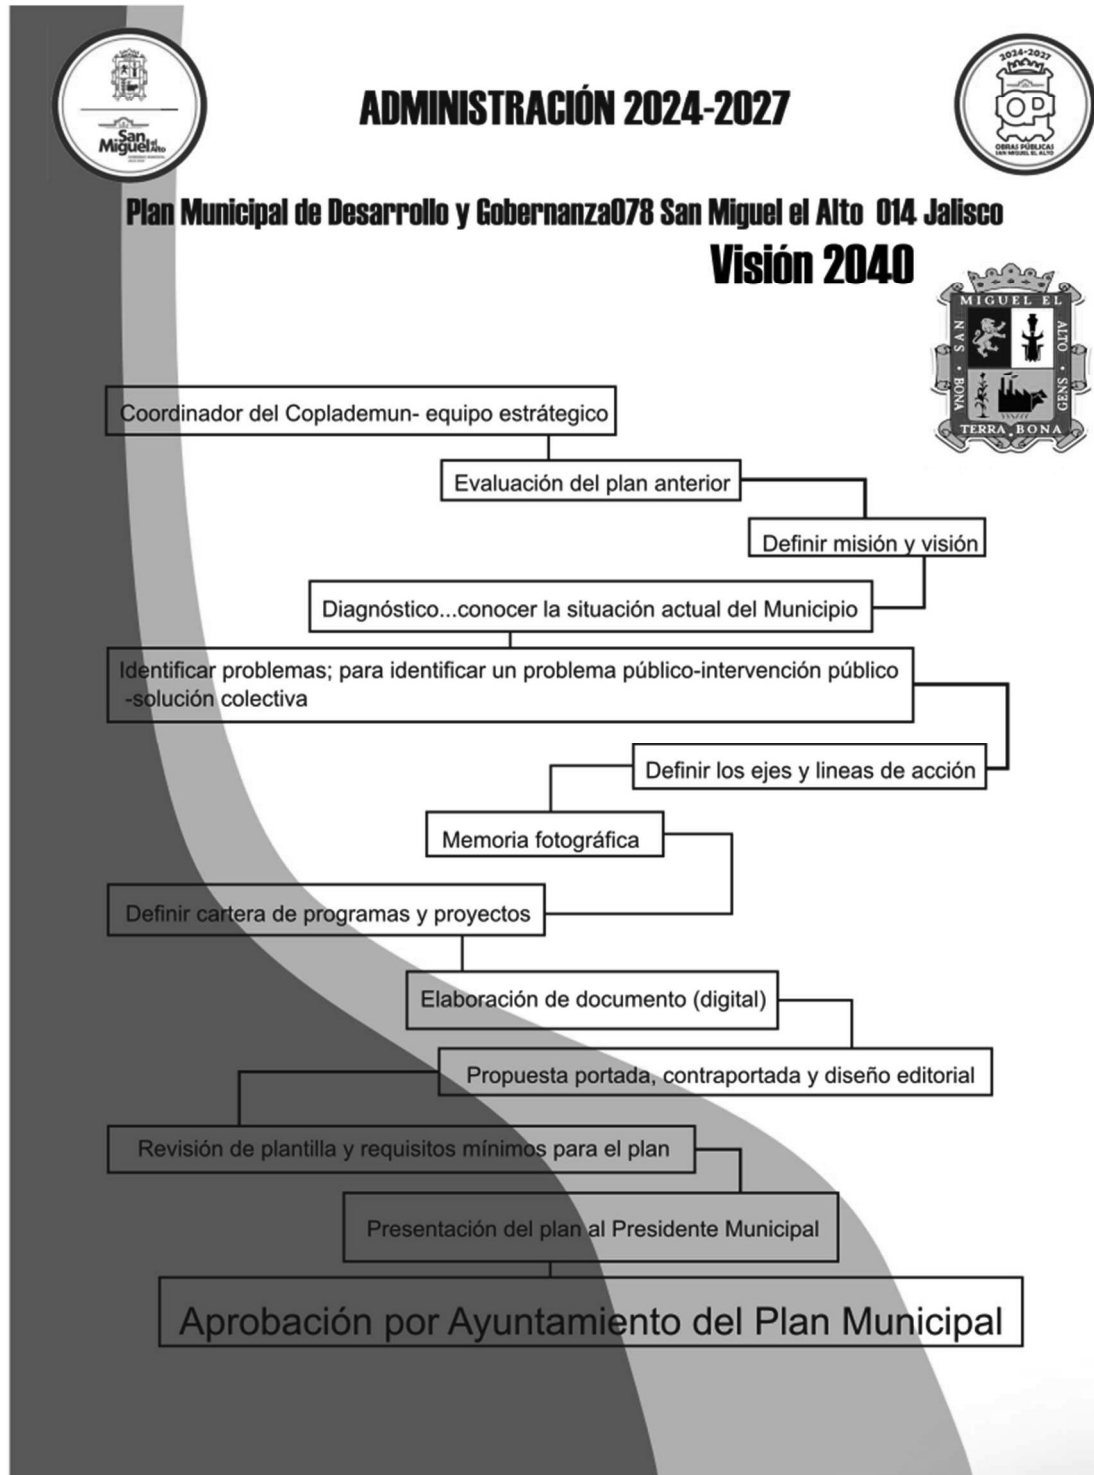 San
Miguel el Alto
2024-2027
OP
OBRAS PÚBLICAS
SAN MIGUEL EL ALTO
ADMINISTRACIÓN 2024-2027
Plan Municipal de Desarrollo y Gobernanza078 San Miguel el Alto 014 Jalisco
Visión 2040
MIGUEL EL
ALTO
GENS
SAN
BONA
TERRA BONA
Coordinador del Coplademun- equipo estrátegico
Evaluación del plan anterior
Definir misión y visión
Diagnóstico...conocer la situación actual del Municipio
Identificar problemas; para identificar un problema público-intervención público
-solución colectiva
Definir los ejes y lineas de acción
Memoria fotográfica
Definir cartera de programas y proyectos
Elaboración de documento (digital)
Propuesta portada, contraportada y diseño editorial
Revisión de plantilla y requisitos mínimos para el plan
Presentación del plan al Presidente Municipal
Aprobación por Ayuntamiento del Plan Municipal